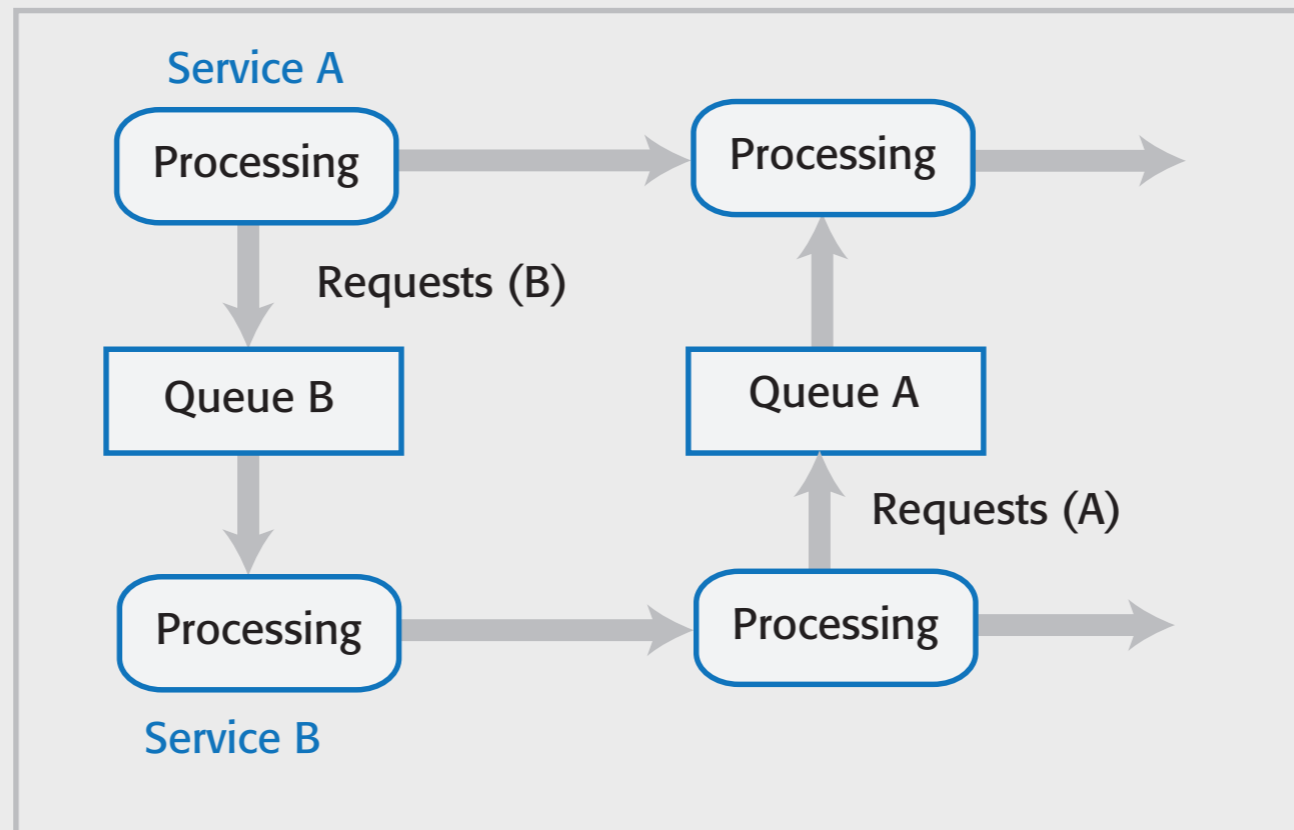 Service A
Processing
Processing
Requests (B)
Queue B
Queue A
Requests (A)
Processing
Processing
Service B